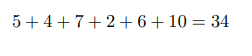 5 + 4 + 7 + 2 + 6 + 10 = 34